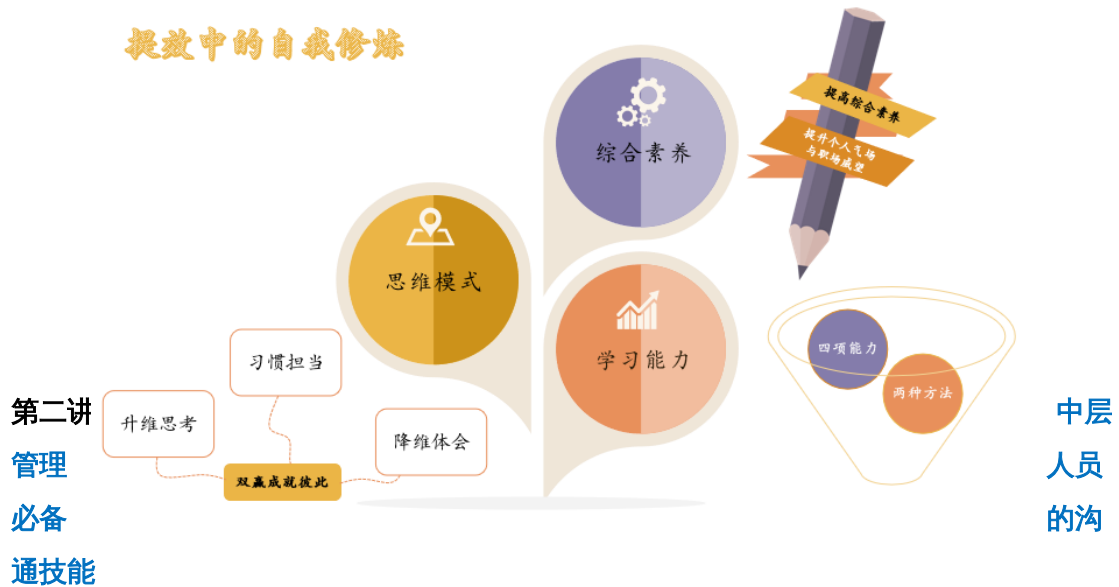 提效中的自我修炼
综合素养
提高综合素养
提升个人气场
与职场威望
思维模式
学习能力
四项能力
两种方法
习惯担当
升维思考
降维体会
双赢成就彼此
第二讲 中层
管理 人员
必备 的沟
通技能